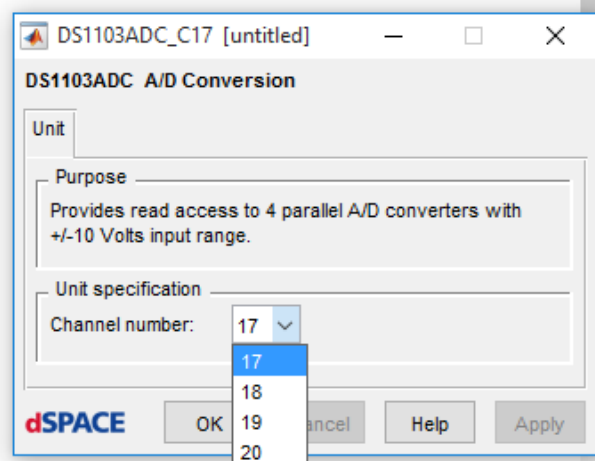 DS1103ADC_C17 [untitled]
DS1103ADC A/D Conversion
Unit
Purpose
Provides read access to 4 parallel A/D converters with
+/-10 Volts input range.
Unit specification
Channel number: 17
17
18
19
20
dSPACE OK Help Apply